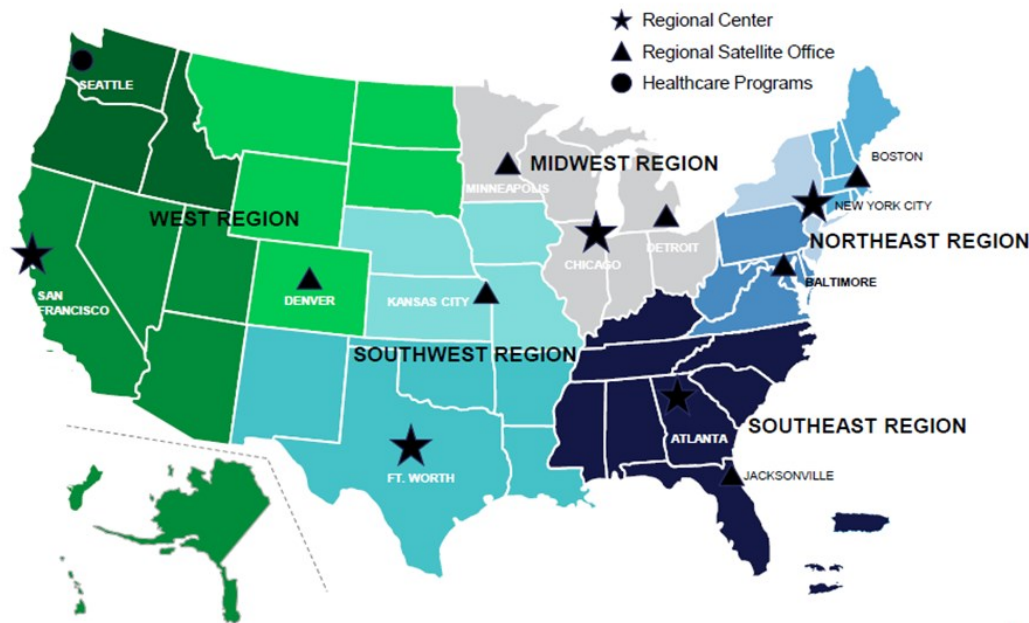 Regional Center
Regional Satellite Office
Healthcare Programs
SEATTLE
BOSTON
MIDWEST REGION
MINNEAPOLIS
NEW YORK CITY
WEST REGION
DETROIT
NORTHEAST REGION
CHICAGO
BALTIMORE
SAN
FRANCISCO
DENVER
KANSAS CITY
SOUTHWEST REGION
SOUTHEAST REGION
ATLANTA
FT. WORTH
JACKSONVILLE